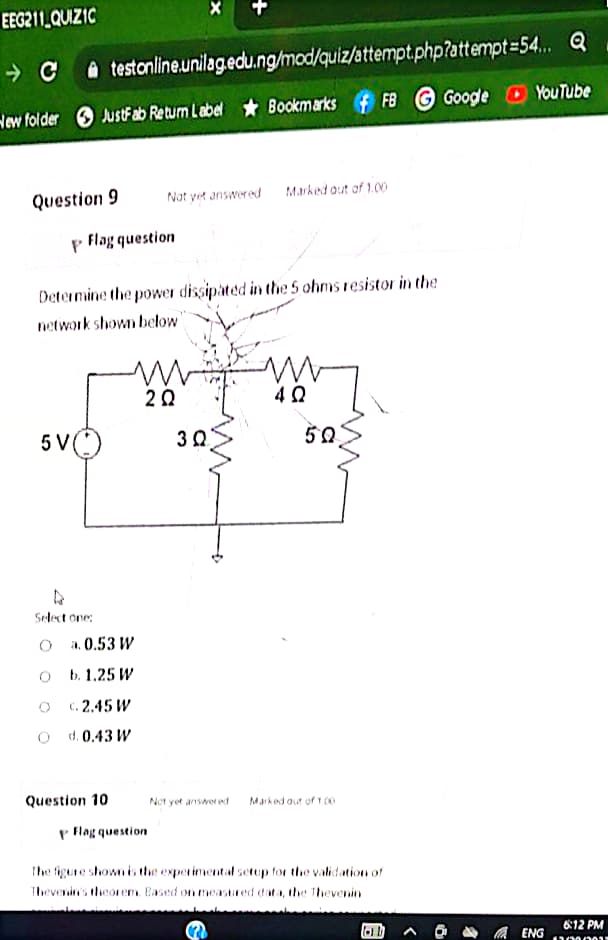 EEG211_QUIZ1C × +
→ C testonline.unilag.edu.ng/mod/quiz/attempt.php?attempt=54...
New folder JustFab Return Label Bookmarks FB Google YouTube
Question 9 Not yet answered Marked out of 1.00
Flag question
Determine the power dissipated in the 5 ohms resistor in the
network shown below
2 Ω 4 Ω
5 V 3 Ω 5 Ω
Select one:
a. 0.53 W
b. 1.25 W
c. 2.45 W
d. 0.43 W
Question 10 Not yet answered Marked out of 1.00
Flag question
The figure shown is the experimental setup for the validation of
Thevenin's theorem. Based on measured data, the Thevenin
ENG 6:12 PM